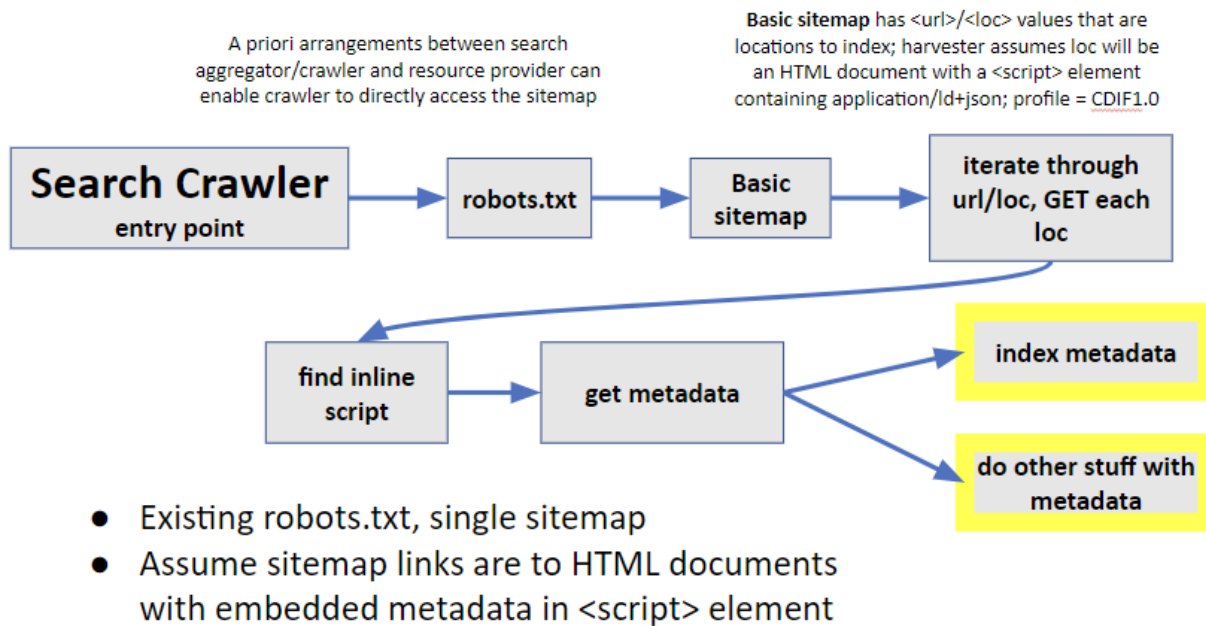 A priori arrangements between search
aggregator/crawler and resource provider can
enable crawler to directly access the sitemap
Basic sitemap has <url>/<loc> values that are
locations to index; harvester assumes loc will be
an HTML document with a <script> element
containing application/ld+json; profile = CDIF1.0
Search Crawler
entry point
robots.txt
Basic
sitemap
iterate through
url/loc, GET each
loc
find inline
script
get metadata
index metadata
do other stuff with
metadata
● Existing robots.txt, single sitemap
● Assume sitemap links are to HTML documents
with embedded metadata in <script> element